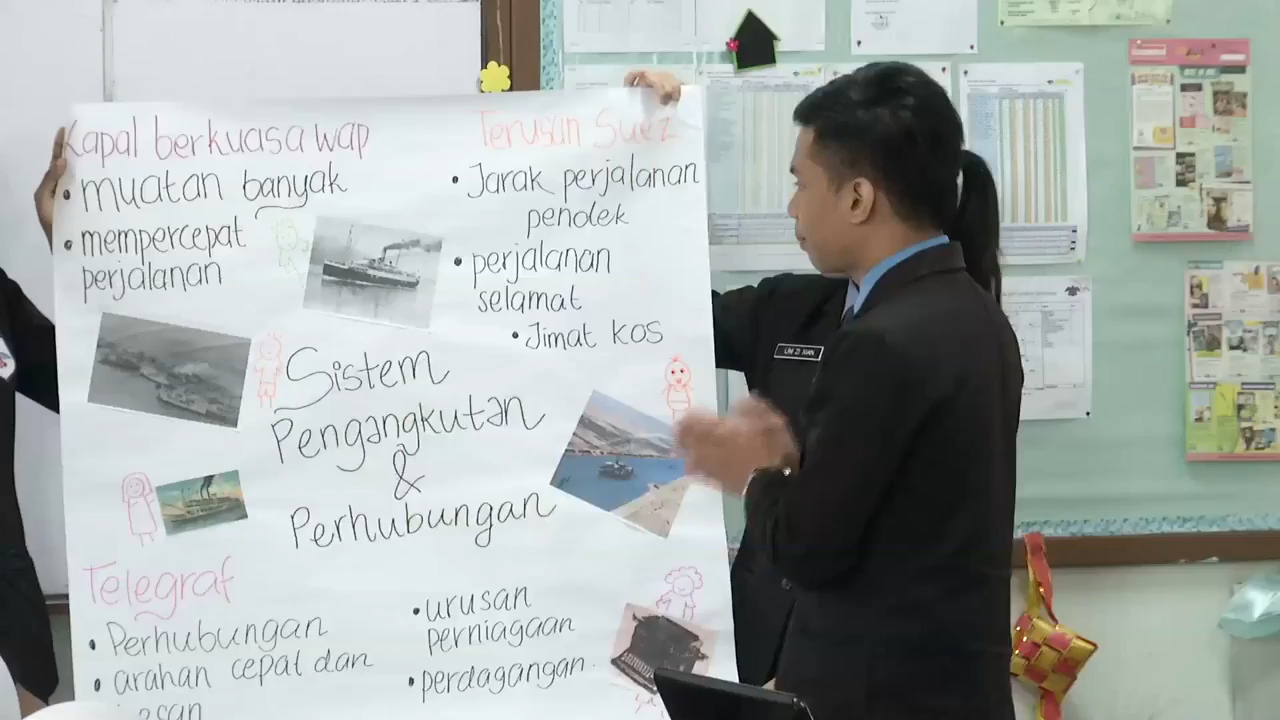 Kapal berkuasa wap
• muatan banyak
• mempercepat
perjalanan
Terusan Suez
• Jarak perjalanan
pendek
• perjalanan
selamat
• Jimat kos
Sistem
Pengangkutan
&
Perhubungan
Telegraf
• Perhubungan
• arahan cepat dan
• urusan
perniagaan
• perdagangan.